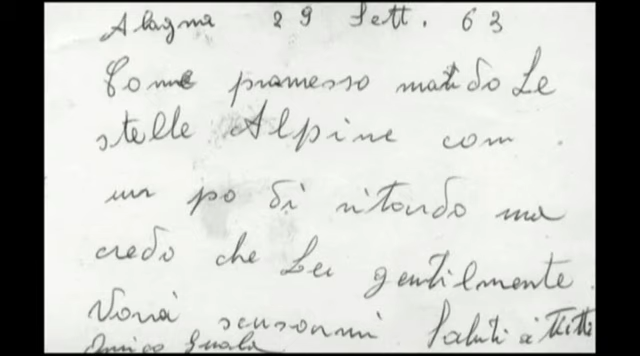 Alagna 29 Sett. 63
Come promesso mando Le
stelle Alpine com
un po di ritardo ma
credo che Lei gentilmente
vorrà scusarmi Saluti a Tutti